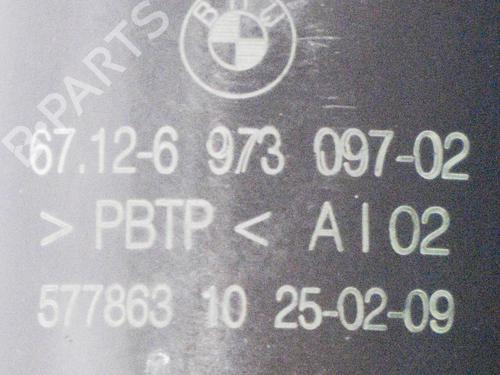 B-PARTS
BMW
67.12-6 973 097-02
> PBTP < A I 02
577863 10 25-02-09